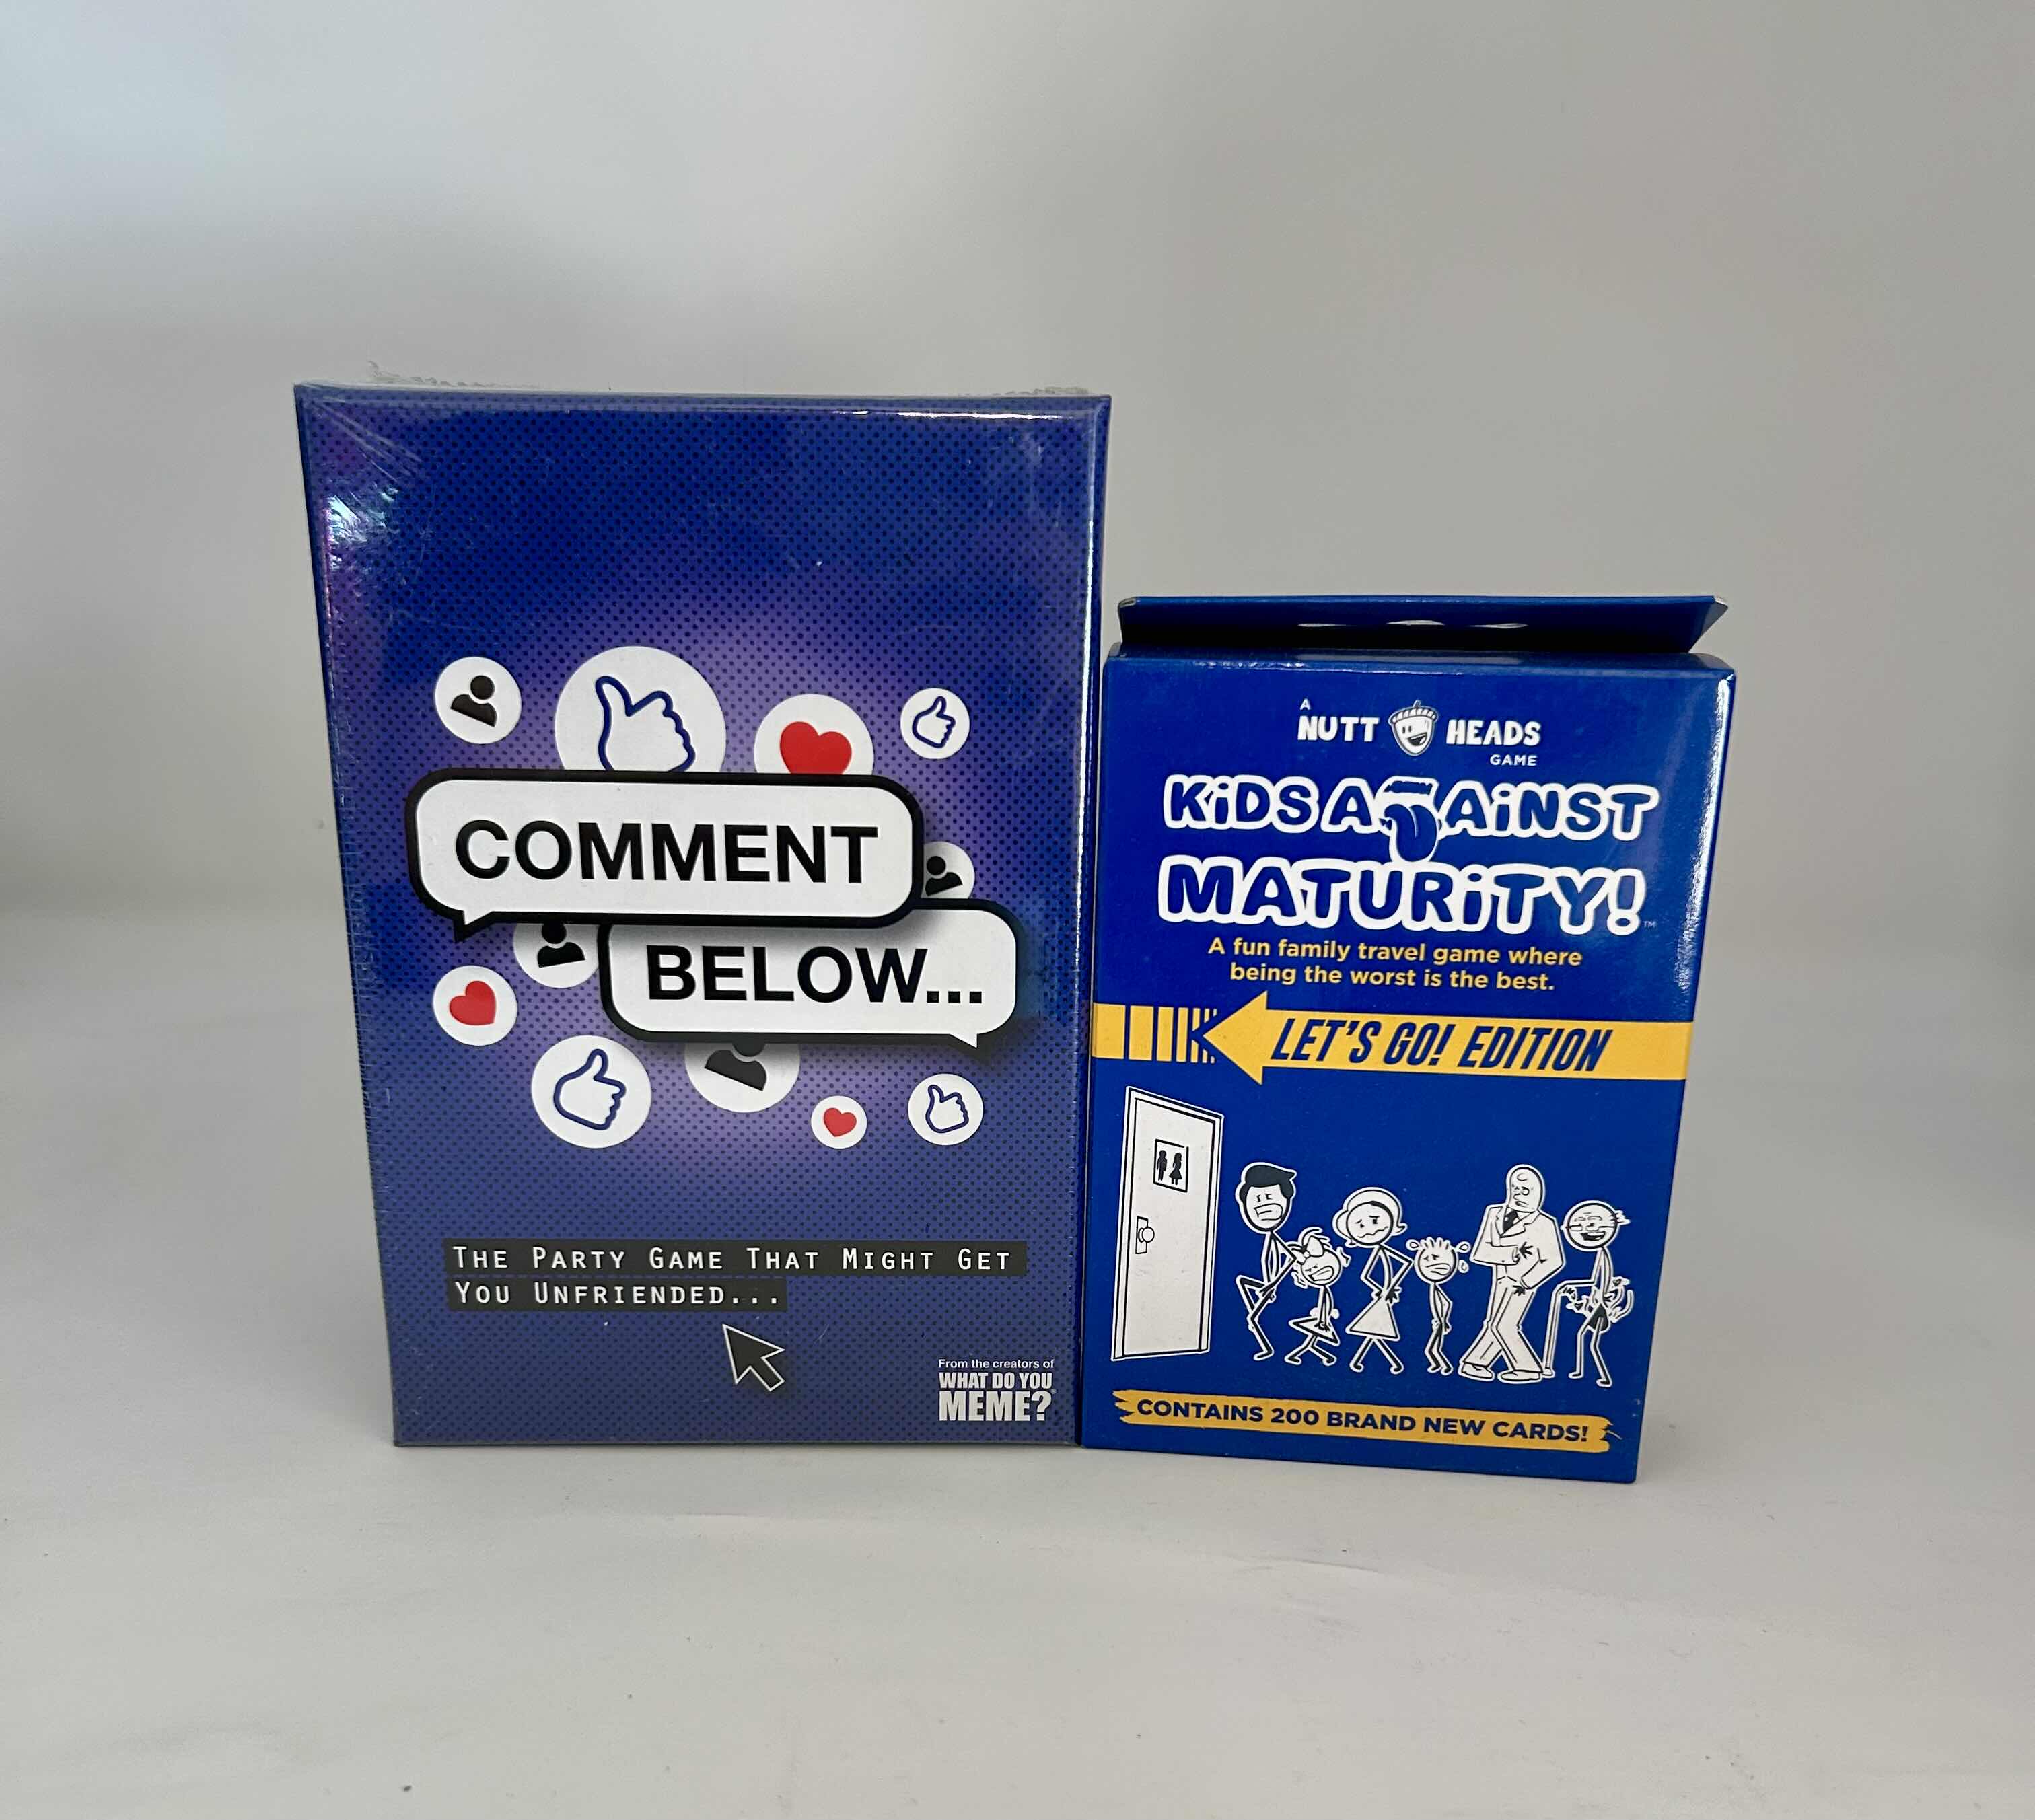 COMMENT
BELOW...
THE PARTY GAME THAT MIGHT GET
YOU UNFRIENDED...
From the creators of
WHAT DO YOU
MEME?®
A
NUTT HEADS
GAME
KiDS AGAiNST
MATURiTY!™
A fun family travel game where
being the worst is the best.
LET'S GO! EDITION
CONTAINS 200 BRAND NEW CARDS!